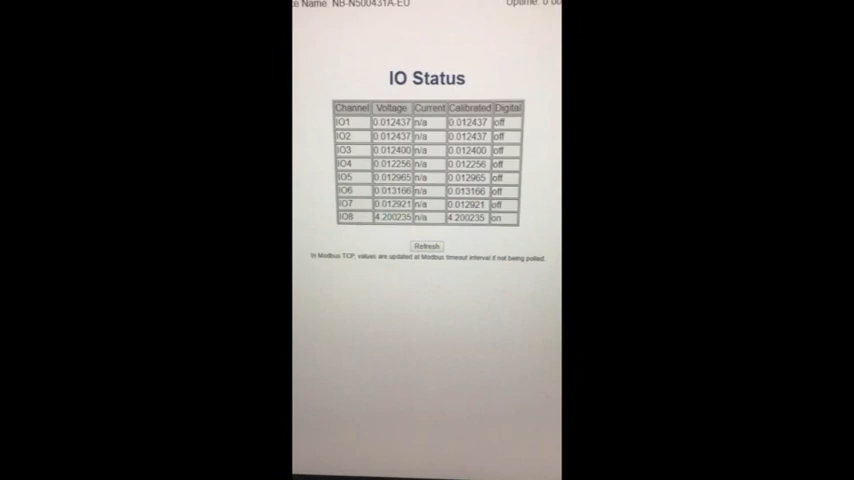 e Name: NB-N500431A-EU Uptime: 0 00
IO Status
Channel Voltage Current Calibrated Digital
IO1 0.012437 n/a 0.012437 off
IO2 0.012437 n/a 0.012437 off
IO3 0.012400 n/a 0.012400 off
IO4 0.012256 n/a 0.012256 off
IO5 0.012965 n/a 0.012965 off
IO6 0.013166 n/a 0.013166 off
IO7 0.012921 n/a 0.012921 off
IO8 4.200235 n/a 4.200235 on
Refresh
In Modbus TCP, values are updated at Modbus timeout interval if not being polled.